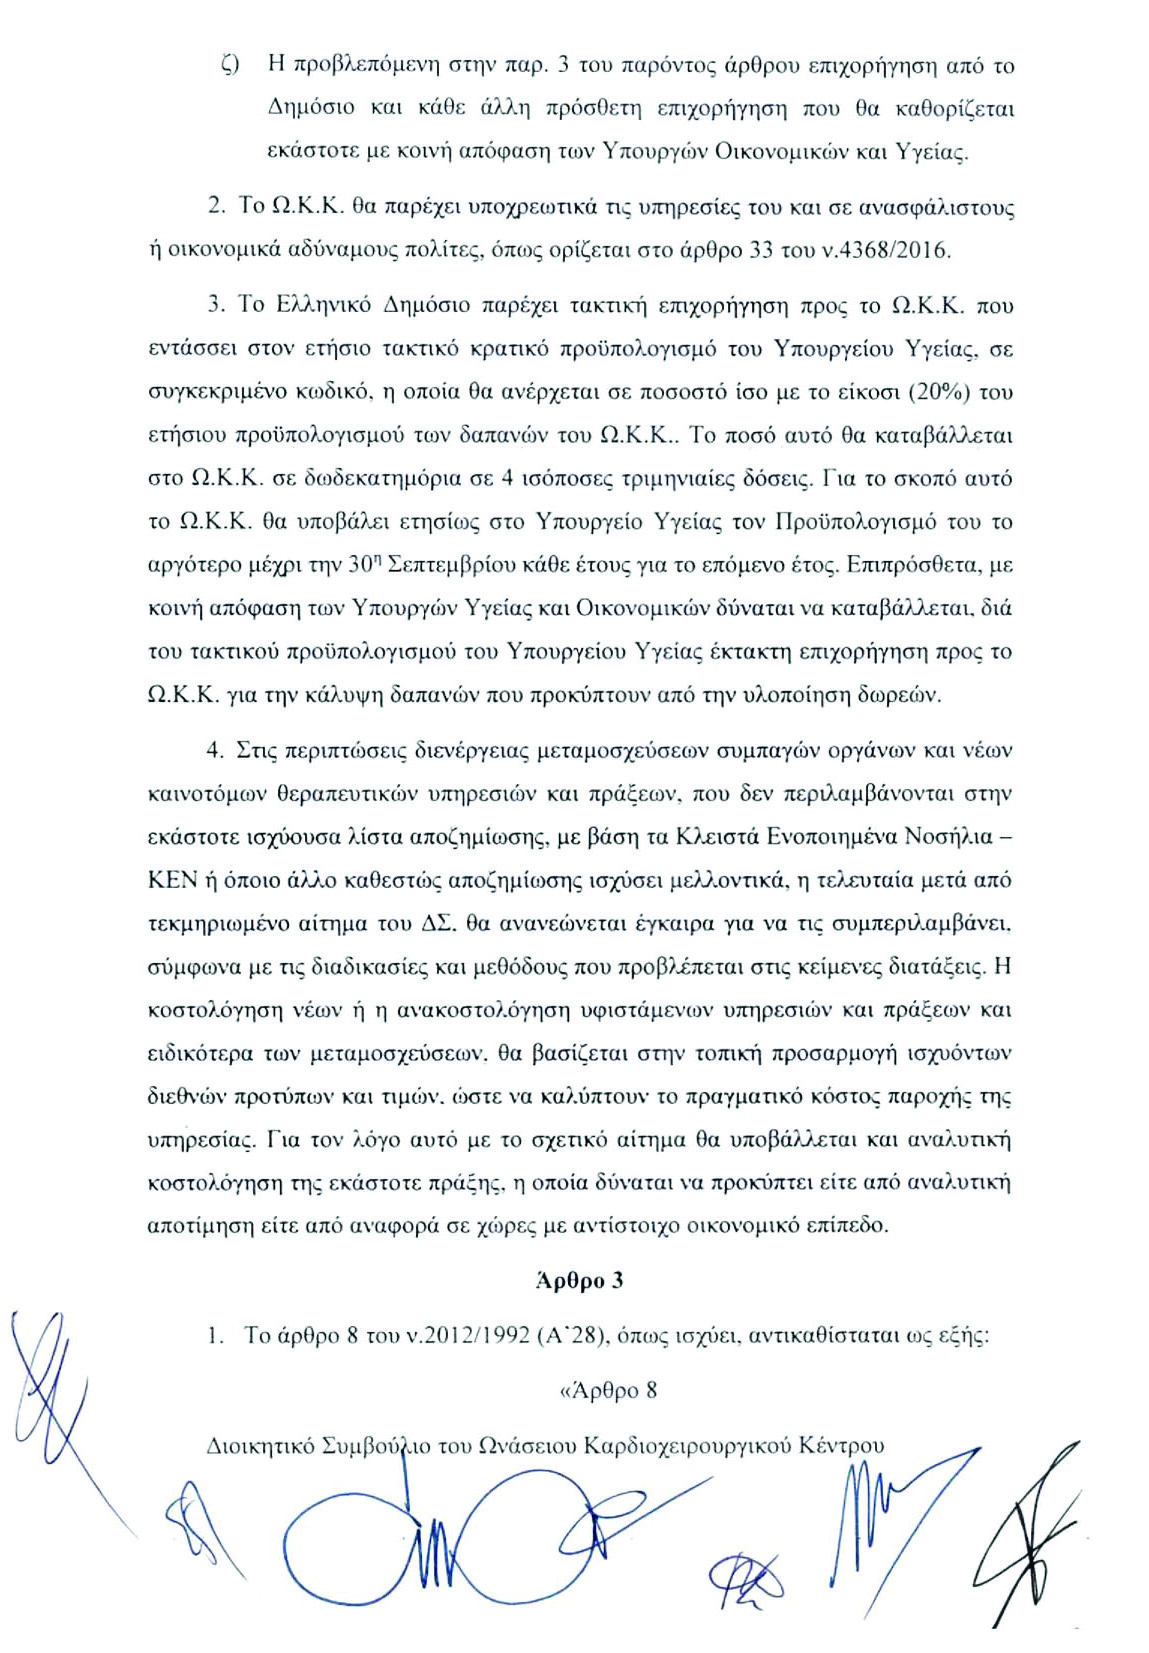 ζ) Η προβλεπόμενη στην παρ. 3 του παρόντος άρθρου επιχορήγηση από το
Δημόσιο και κάθε άλλη πρόσθετη επιχορήγηση που θα καθορίζεται
εκάστοτε με κοινή απόφαση των Υπουργών Οικονομικών και Υγείας.
2. Το Ω.Κ.Κ. θα παρέχει υποχρεωτικά τις υπηρεσίες του και σε ανασφάλιστους
ή οικονομικά αδύναμους πολίτες, όπως ορίζεται στο άρθρο 33 του ν.4368/2016.
3. Το Ελληνικό Δημόσιο παρέχει τακτική επιχορήγηση προς το Ω.Κ.Κ. που
εντάσσει στον ετήσιο τακτικό κρατικό προϋπολογισμό του Υπουργείου Υγείας, σε
συγκεκριμένο κωδικό, η οποία θα ανέρχεται σε ποσοστό ίσο με το είκοσι (20%) του
ετήσιου προϋπολογισμού των δαπανών του Ω.Κ.Κ.. Το ποσό αυτό θα καταβάλλεται
στο Ω.Κ.Κ. σε δωδεκατημόρια σε 4 ισόποσες τριμηνιαίες δόσεις. Για το σκοπό αυτό
το Ω.Κ.Κ. θα υποβάλει ετησίως στο Υπουργείο Υγείας τον Προϋπολογισμό του το
αργότερο μέχρι την 30η Σεπτεμβρίου κάθε έτους για το επόμενο έτος. Επιπρόσθετα, με
κοινή απόφαση των Υπουργών Υγείας και Οικονομικών δύναται να καταβάλλεται, διά
του τακτικού προϋπολογισμού του Υπουργείου Υγείας έκτακτη επιχορήγηση προς το
Ω.Κ.Κ. για την κάλυψη δαπανών που προκύπτουν από την υλοποίηση δωρεών.
4. Στις περιπτώσεις διενέργειας μεταμοσχεύσεων συμπαγών οργάνων και νέων
καινοτόμων θεραπευτικών υπηρεσιών και πράξεων, που δεν περιλαμβάνονται στην
εκάστοτε ισχύουσα λίστα αποζημίωσης, με βάση τα Κλειστά Ενοποιημένα Νοσήλια –
ΚΕΝ ή όποιο άλλο καθεστώς αποζημίωσης ισχύσει μελλοντικά, η τελευταία μετά από
τεκμηριωμένο αίτημα του ΔΣ, θα ανανεώνεται έγκαιρα για να τις συμπεριλαμβάνει,
σύμφωνα με τις διαδικασίες και μεθόδους που προβλέπεται στις κείμενες διατάξεις. Η
κοστολόγηση νέων ή η ανακοστολόγηση υφιστάμενων υπηρεσιών και πράξεων και
ειδικότερα των μεταμοσχεύσεων, θα βασίζεται στην τοπική προσαρμογή ισχυόντων
διεθνών προτύπων και τιμών, ώστε να καλύπτουν το πραγματικό κόστος παροχής της
υπηρεσίας. Για τον λόγο αυτό με το σχετικό αίτημα θα υποβάλλεται και αναλυτική
κοστολόγηση της εκάστοτε πράξης, η οποία δύναται να προκύπτει είτε από αναλυτική
αποτίμηση είτε από αναφορά σε χώρες με αντίστοιχο οικονομικό επίπεδο.
Άρθρο 3
1. Το άρθρο 8 του ν.2012/1992 (Α΄28), όπως ισχύει, αντικαθίσταται ως εξής:
«Άρθρο 8
Διοικητικό Συμβούλιο του Ωνάσειου Καρδιοχειρουργικού Κέντρου